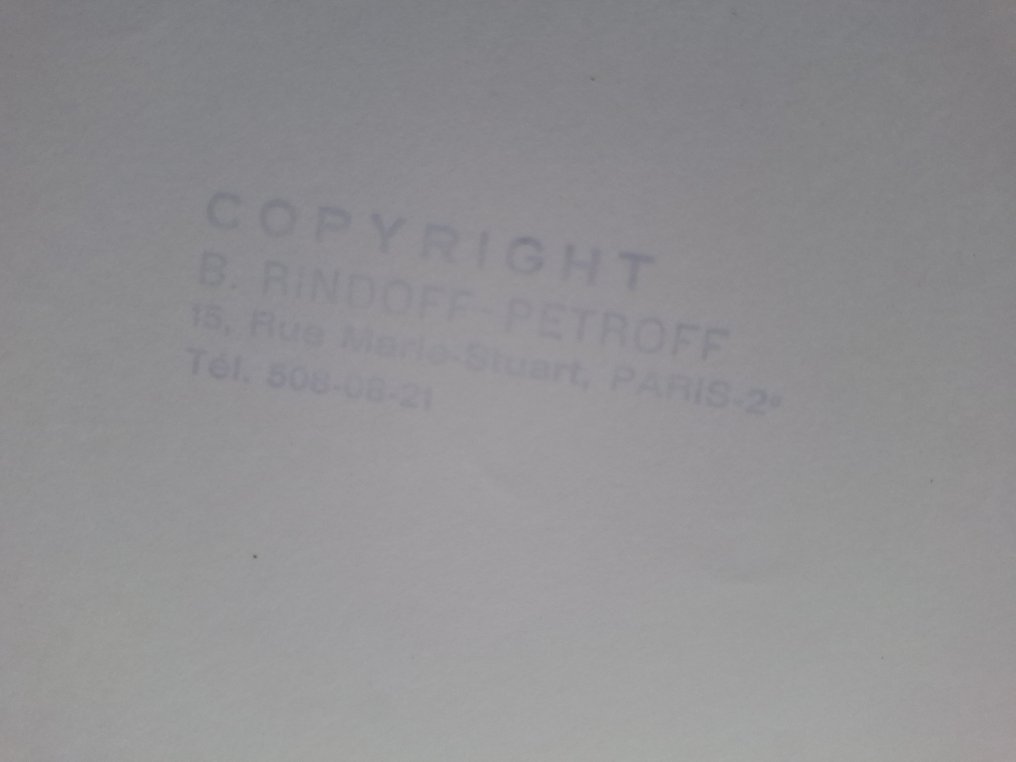 COPYRIGHT
B. RiNDOFF-PETROFF
15, Rue Marie-Stuart, PARIS-2e
Tél. 508-08-21